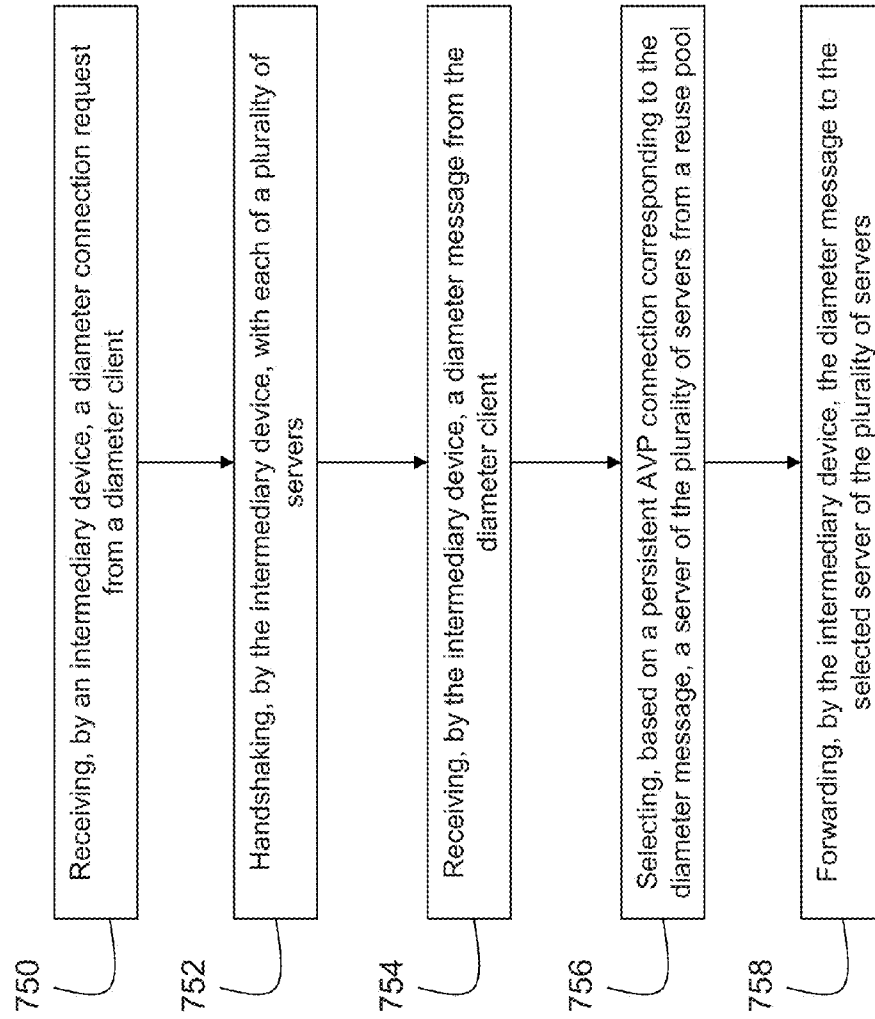 750
Receiving, by an intermediary device, a diameter connection request
from a diameter client
752
Handshaking, by the intermediary device, with each of a plurality of
servers
754
Receiving, by the intermediary device, a diameter message from the
diameter client
756
Selecting, based on a persistent AVP connection corresponding to the
diameter message, a server of the plurality of servers from a reuse pool
758
Forwarding, by the intermediary device, the diameter message to the
selected server of the plurality of servers